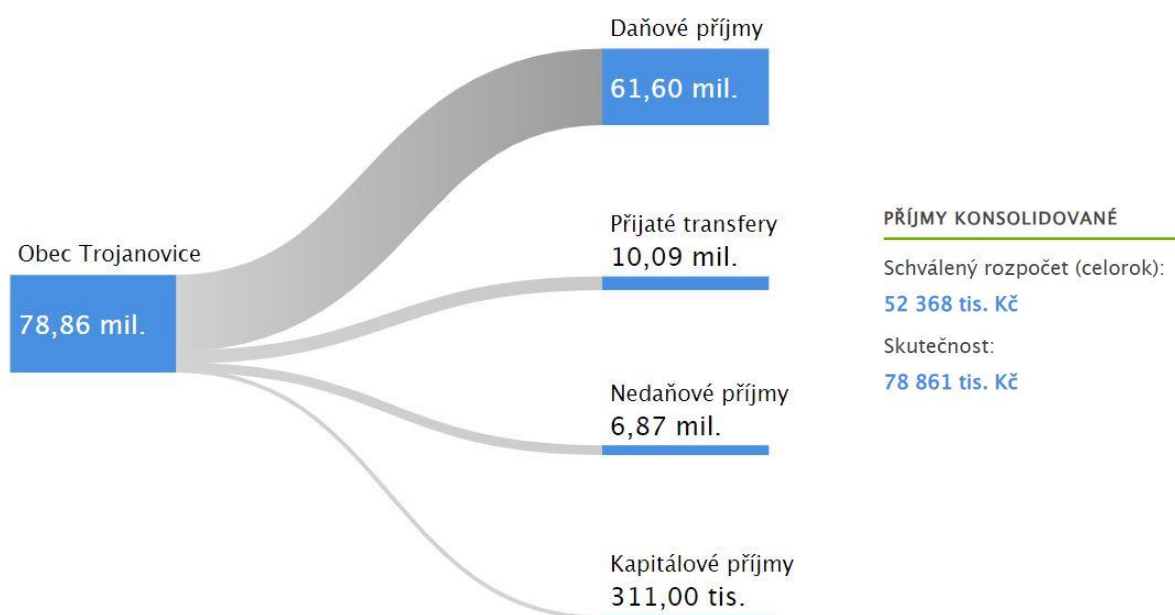 Daňové příjmy
61,60 mil.
Přijaté transfery
10,09 mil.
PŘÍJMY KONSOLIDOVANÉ
Obec Trojanovice
78,86 mil.
Schválený rozpočet (celorok):
52 368 tis. Kč
Skutečnost:
78 861 tis. Kč
Nedaňové příjmy
6,87 mil.
Kapitálové příjmy
311,00 tis.